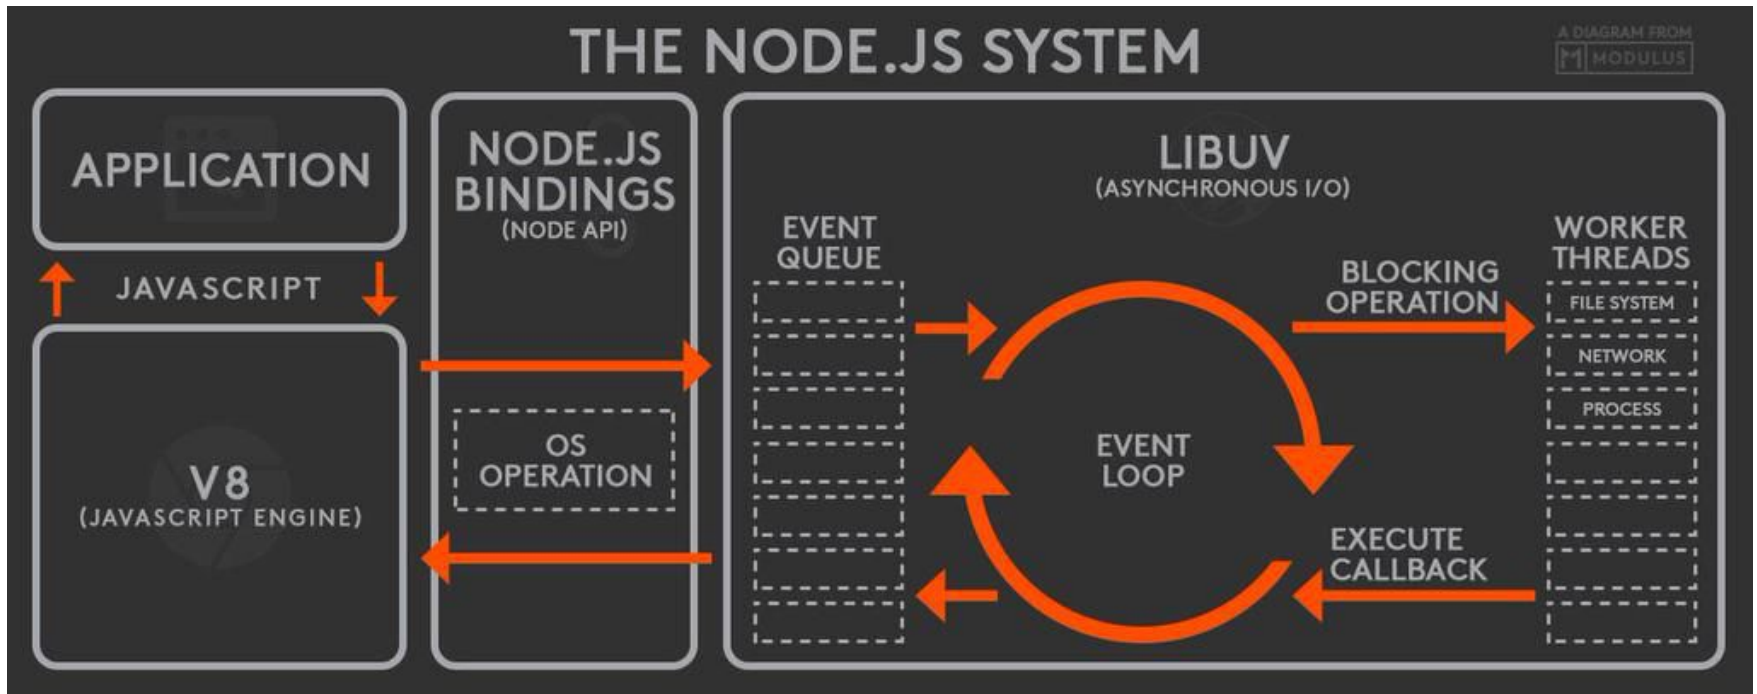 THE NODE.JS SYSTEM
A DIAGRAM FROM
MODULUS
APPLICATION
JAVASCRIPT
V8
(JAVASCRIPT ENGINE)
NODE.JS
BINDINGS
(NODE API)
OS
OPERATION
LIBUV
(ASYNCHRONOUS I/O)
EVENT
QUEUE
EVENT
LOOP
BLOCKING
OPERATION
EXECUTE
CALLBACK
WORKER
THREADS
FILE SYSTEM
NETWORK
PROCESS